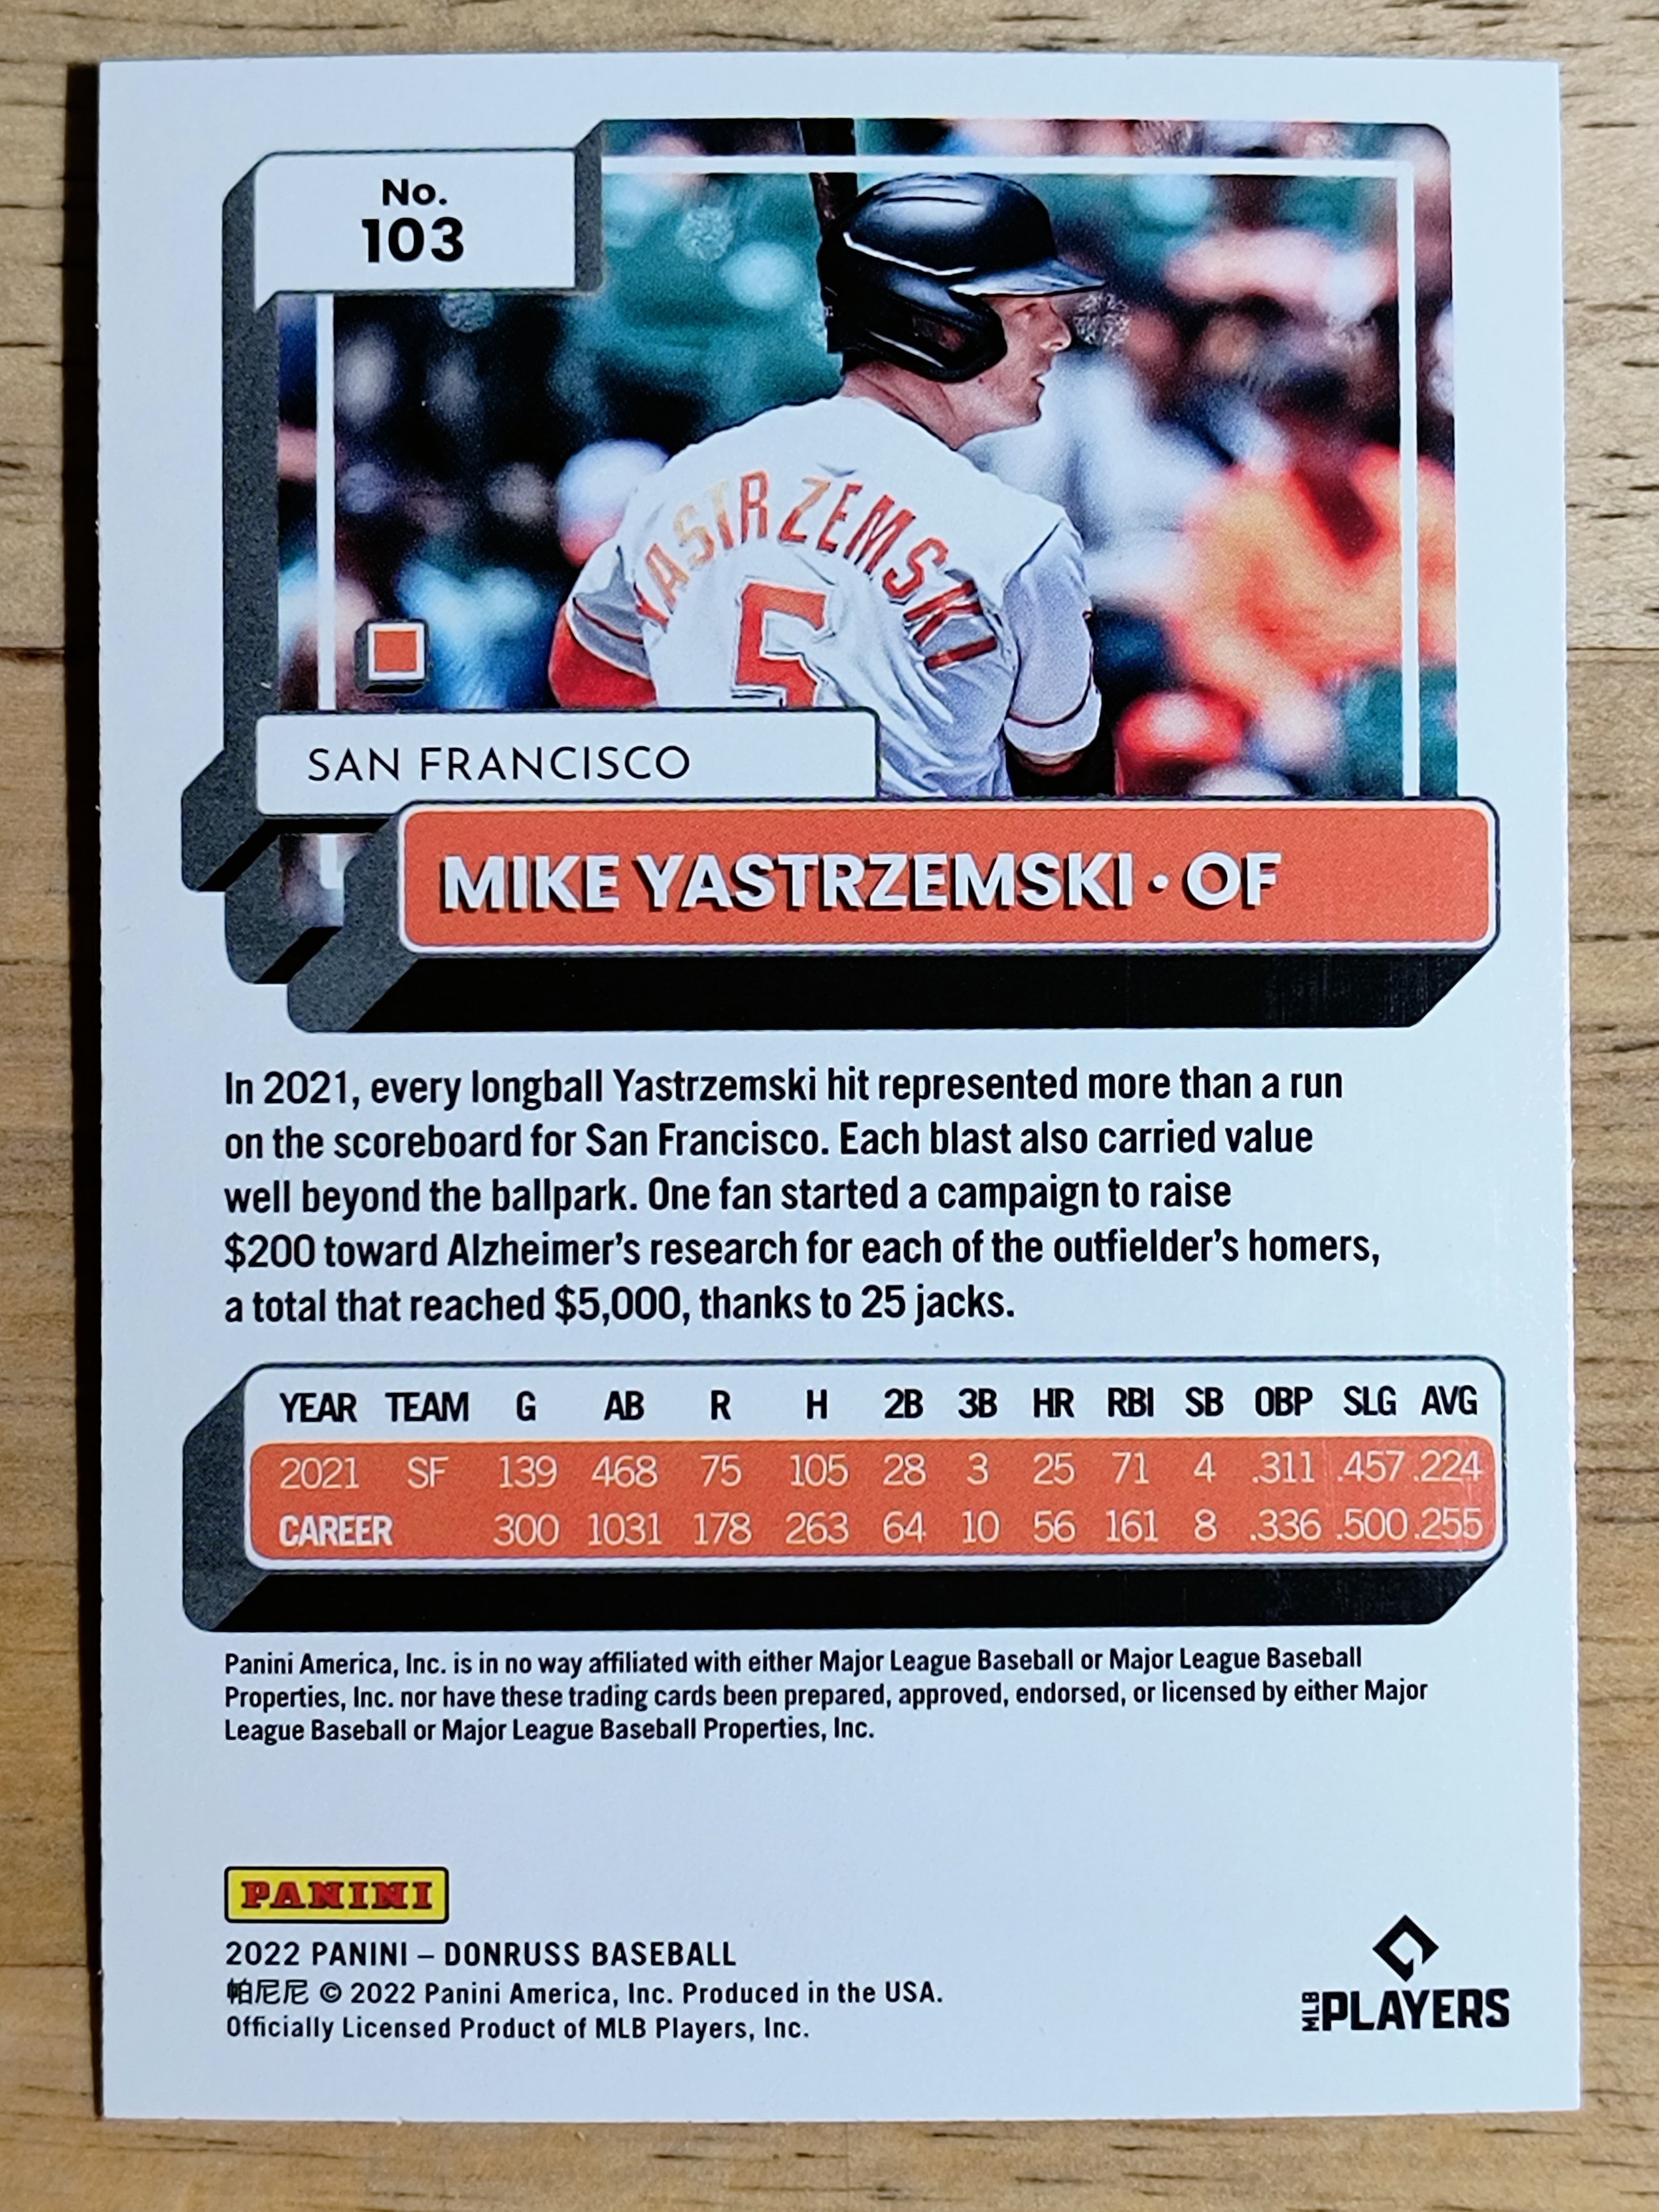 No.
103
YASTRZEMSKI
5
SAN FRANCISCO
MIKE YASTRZEMSKI • OF
In 2021, every longball Yastrzemski hit represented more than a run
on the scoreboard for San Francisco. Each blast also carried value
well beyond the ballpark. One fan started a campaign to raise
$200 toward Alzheimer's research for each of the outfielder's homers,
a total that reached $5,000, thanks to 25 jacks.
YEAR TEAM G AB R H 2B 3B HR RBI SB OBP SLG AVG
2021 SF 139 468 75 105 28 3 25 71 4 .311 .457 .224
CAREER 300 1031 178 263 64 10 56 161 8 .336 .500 .255
Panini America, Inc. is in no way affiliated with either Major League Baseball or Major League Baseball
Properties, Inc. nor have these trading cards been prepared, approved, endorsed, or licensed by either Major
League Baseball or Major League Baseball Properties, Inc.
PANINI
2022 PANINI – DONRUSS BASEBALL
帕尼尼 © 2022 Panini America, Inc. Produced in the USA.
Officially Licensed Product of MLB Players, Inc.
MLB PLAYERS